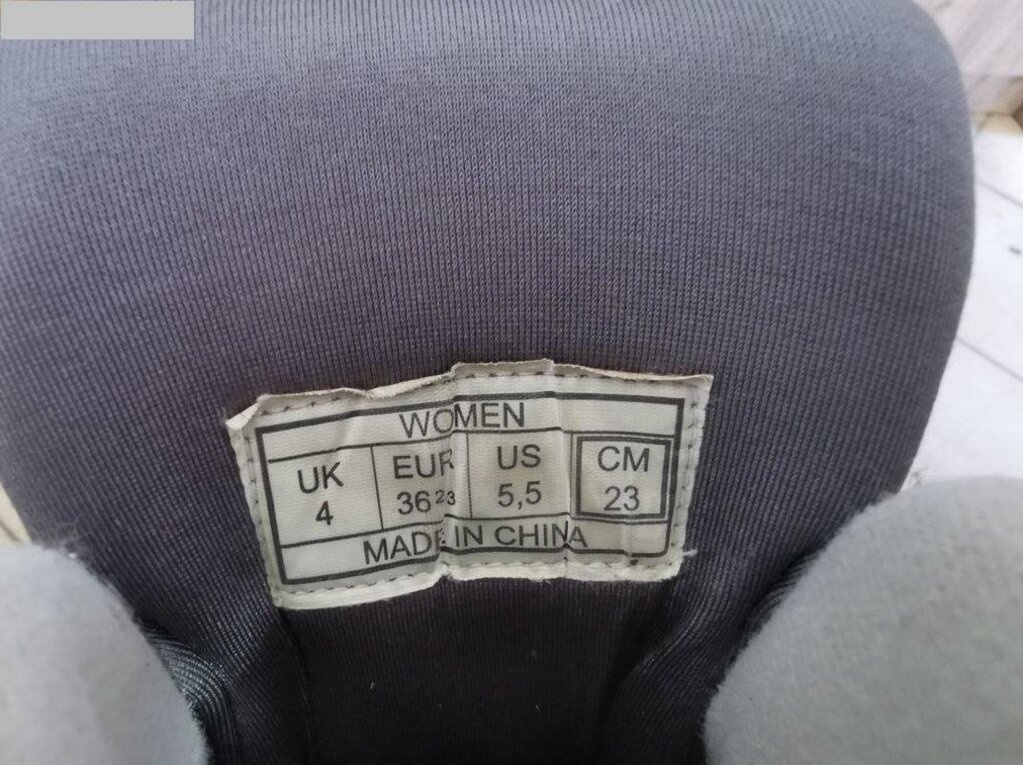 WOMEN
UK EUR US CM
4 36 23 5,5 23
MADE IN CHINA